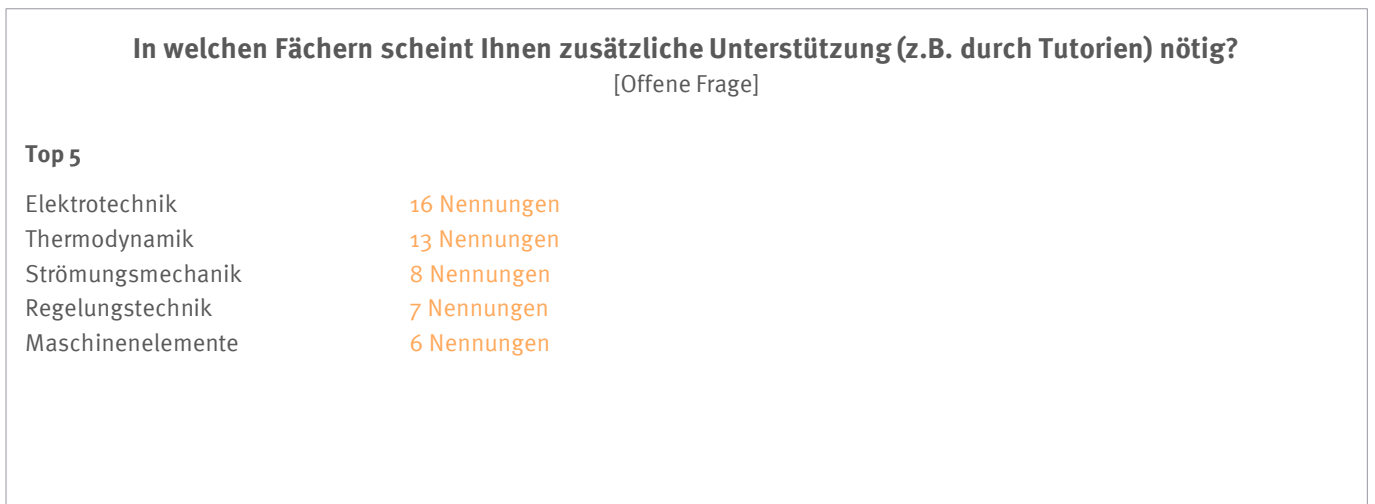 In welchen Fächern scheint Ihnen zusätzliche Unterstützung (z.B. durch Tutorien) nötig?
[Offene Frage]
Top 5
Elektrotechnik 16 Nennungen
Thermodynamik 13 Nennungen
Strömungsmechanik 8 Nennungen
Regelungstechnik 7 Nennungen
Maschinenelemente 6 Nennungen